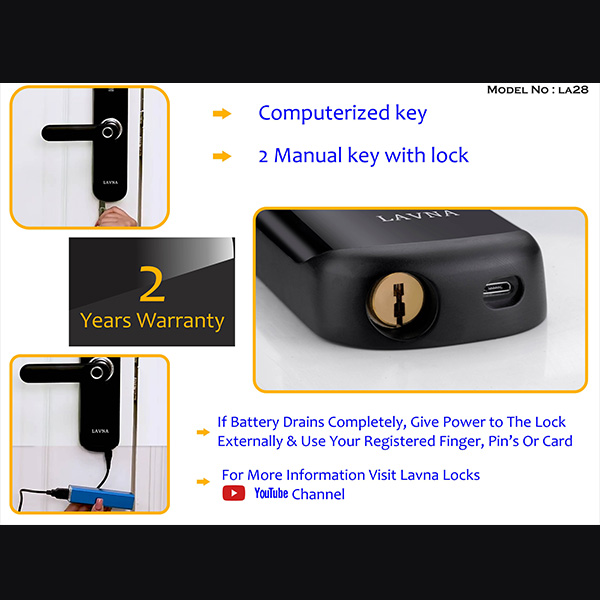 MODEL NO : LA28
Computerized key
2 Manual key with lock
LAVNA
LAVNA
2
Years Warranty
LAVNA
If Battery Drains Completely, Give Power to The Lock
Externally & Use Your Registered Finger, Pin's Or Card
For More Information Visit Lavna Locks
YouTube Channel